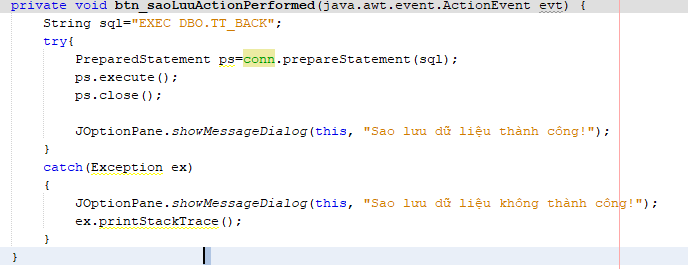 private void btn_saoLuuActionPerformed(java.awt.event.ActionEvent evt) {
String sql="EXEC DBO.TT_BACK";
try{
PreparedStatement ps=conn.prepareStatement(sql);
ps.execute();
ps.close();
JOptionPane.showMessageDialog(this, "Sao lưu dữ liệu thành công!");
}
catch(Exception ex)
{
JOptionPane.showMessageDialog(this, "Sao lưu dữ liệu không thành công!");
ex.printStackTrace();
}
}